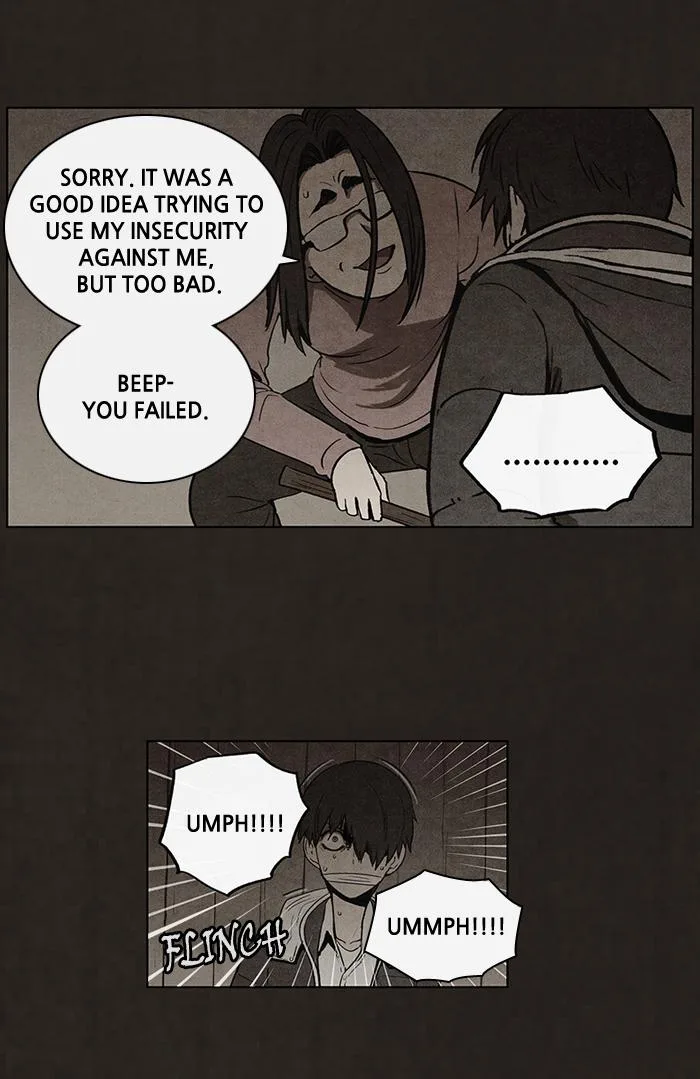 SORRY. IT WAS A
GOOD IDEA TRYING TO
USE MY INSECURITY
AGAINST ME,
BUT TOO BAD.
BEEP-
YOU FAILED.
............
UMPH!!!!
UMMPH!!!!
FLINCH